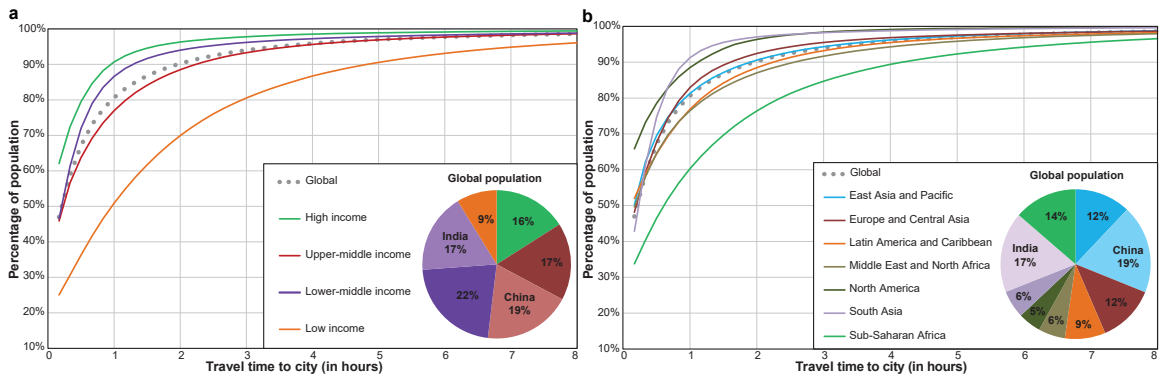 a
100%
90%
80%
70%
60%
50%
40%
30%
20%
10%
Percentage of population
0
1
2
3
4
5
6
7
8
Travel time to city (in hours)
Global
High income
Upper-middle income
Lower-middle income
Low income
Global population
9%
16%
India
17%
17%
22%
China
19%
b
100%
90%
80%
70%
60%
50%
40%
30%
20%
10%
Percentage of population
0
1
2
3
4
5
6
7
8
Travel time to city (in hours)
Global
East Asia and Pacific
Europe and Central Asia
Latin America and Caribbean
Middle East and North Africa
North America
South Asia
Sub-Saharan Africa
Global population
14%
12%
India
17%
China
19%
6%
5%
6%
9%
12%